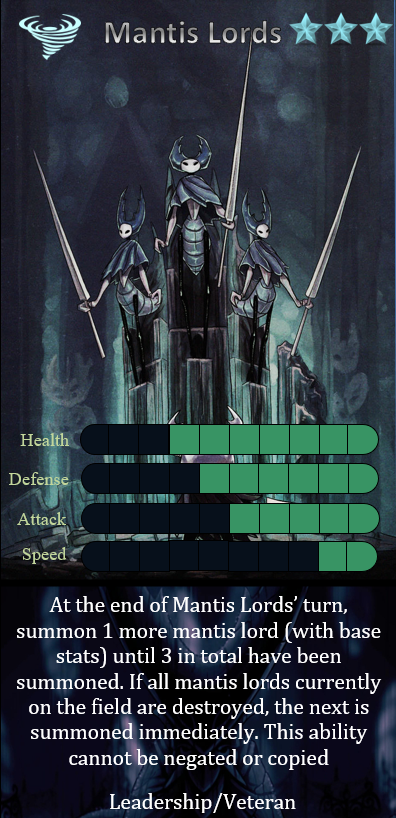 Mantis Lords
Health
Defense
Attack
Speed
At the end of Mantis Lords’ turn,
summon 1 more mantis lord (with base
stats) until 3 in total have been
summoned. If all mantis lords currently
on the field are destroyed, the next is
summoned immediately. This ability
cannot be negated or copied
Leadership/Veteran